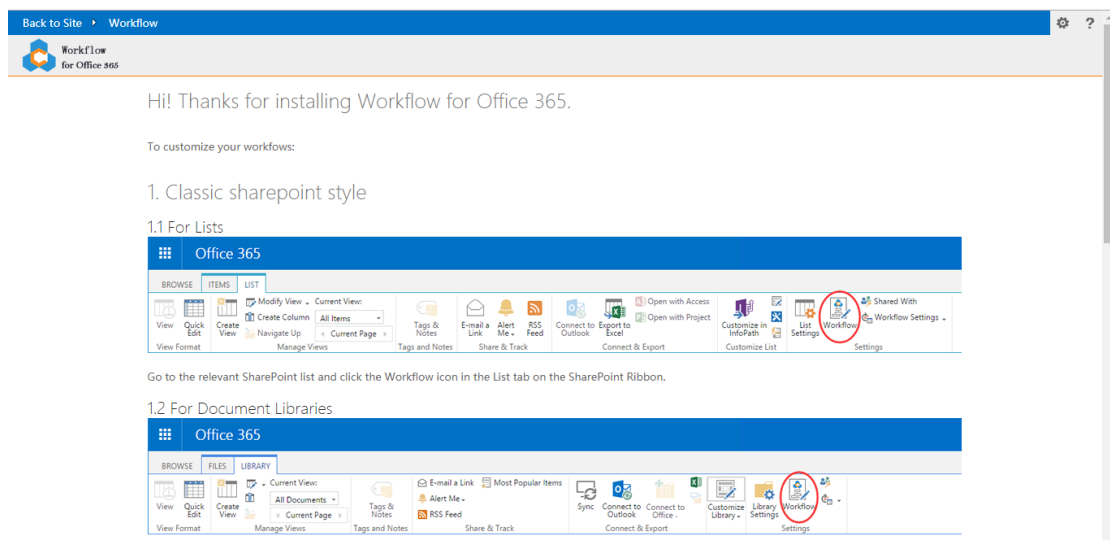 Back to Site Workflow ?
Workflow
for Office 365
Hi! Thanks for installing Workflow for Office 365.
To customize your workfows:
1. Classic sharepoint style
1.1 For Lists
Office 365
BROWSE ITEMS LIST
View Quick Edit Create View Modify View Create Column Navigate Up Current View: All Items Current Page Tags & Notes E-mail a Link Alert Me RSS Feed Connect to Outlook Export to Excel Open with Access Open with Project Customize in InfoPath List Settings Workflow Shared With Workflow Settings
View Format Manage Views Tags and Notes Share & Track Connect & Export Customize List Settings
Go to the relevant SharePoint list and click the Workflow icon in the List tab on the SharePoint Ribbon.
1.2 For Document Libraries
Office 365
BROWSE FILES LIBRARY
View Quick Edit Create View Current View: All Documents Current Page Tags & Notes E-mail a Link Most Popular Items Alert Me RSS Feed Sync Connect to Outlook Connect to Office Customize Library Library Settings Workflow
View Format Manage Views Tags and Notes Share & Track Connect & Export Settings